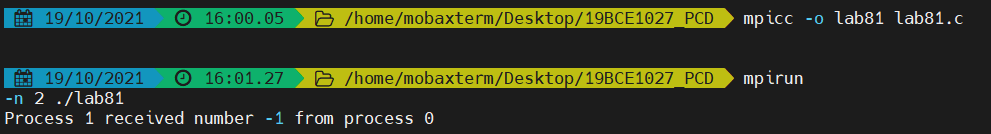 19/10/2021 16:00.05 /home/mobaxterm/Desktop/19BCE1027_PCD mpicc -o lab81 lab81.c
19/10/2021 16:01.27 /home/mobaxterm/Desktop/19BCE1027_PCD mpirun
-n 2 ./lab81
Process 1 received number -1 from process 0